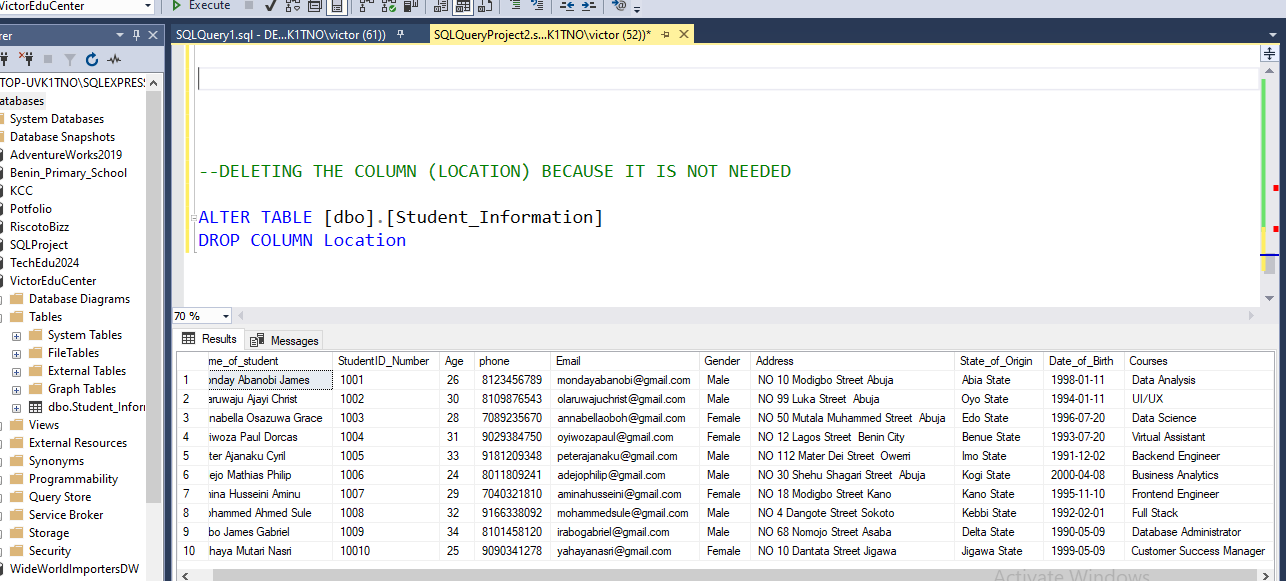 VictorEduCenter
Execute
rer
SQLQuery1.sql - DE...K1TNO\victor (61))
SQLQueryProject2.s...K1TNO\victor (52))*
TOP-UVK1TNO\SQLEXPRES
atabases
System Databases
Database Snapshots
AdventureWorks2019
Benin_Primary_School
KCC
Potfolio
RiscotoBizz
SQLProject
TechEdu2024
VictorEduCenter
Database Diagrams
Tables
System Tables
FileTables
External Tables
Graph Tables
dbo.Student_Infor
Views
External Resources
Synonyms
Programmability
Query Store
Service Broker
Storage
Security
WideWorldImportersDW
--DELETING THE COLUMN (LOCATION) BECAUSE IT IS NOT NEEDED
ALTER TABLE [dbo].[Student_Information]
DROP COLUMN Location
70 %
Results Messages
me_of_student StudentID_Number Age phone Email Gender Address State_of_Origin Date_of_Birth Courses
1 onday Abanobi James 1001 26 8123456789 mondayabanobi@gmail.com Male NO 10 Modigbo Street Abuja Abia State 1998-01-11 Data Analysis
2 aruwaju Ajayi Christ 1002 30 8109876543 olaruwajuchrist@gmail.com Male NO 99 Luka Street Abuja Oyo State 1994-01-11 UI/UX
3 nnabella Osazuwa Grace 1003 28 7089235670 annabellaoboh@gmail.com Female NO 50 Mutala Muhammed Street Abuja Edo State 1996-07-20 Data Science
4 yiwoza Paul Dorcas 1004 31 9029384750 oyiwozapaul@gmail.com Female NO 12 Lagos Street Benin City Benue State 1993-07-20 Virtual Assistant
5 ter Ajanaku Cyril 1005 33 9181209348 peterajanaku@gmail.com Male NO 112 Mater Dei Street Owerri Imo State 1991-12-02 Backend Engineer
6 ejo Mathias Philip 1006 24 8011809241 adejophilip@gmail.com Male NO 30 Shehu Shagari Street Abuja Kogi State 2000-04-08 Business Analytics
7 nina Husseini Aminu 1007 29 7040321810 aminahusseini@gmail.com Female NO 18 Modigbo Street Kano Kano State 1995-11-10 Frontend Engineer
8 ohammed Ahmed Sule 1008 32 9166338092 mohammedsule@gmail.com Male NO 4 Dangote Street Sokoto Kebbi State 1992-02-01 Full Stack
9 bo James Gabriel 1009 34 8101458120 irabogabriel@gmail.com Male NO 68 Nomojo Street Asaba Delta State 1990-05-09 Database Administrator
10 haya Mutari Nasri 10010 25 9090341278 yahayanasri@gmail.com Female NO 10 Dantata Street Jigawa Jigawa State 1999-05-09 Customer Success Manager
Activate Windows